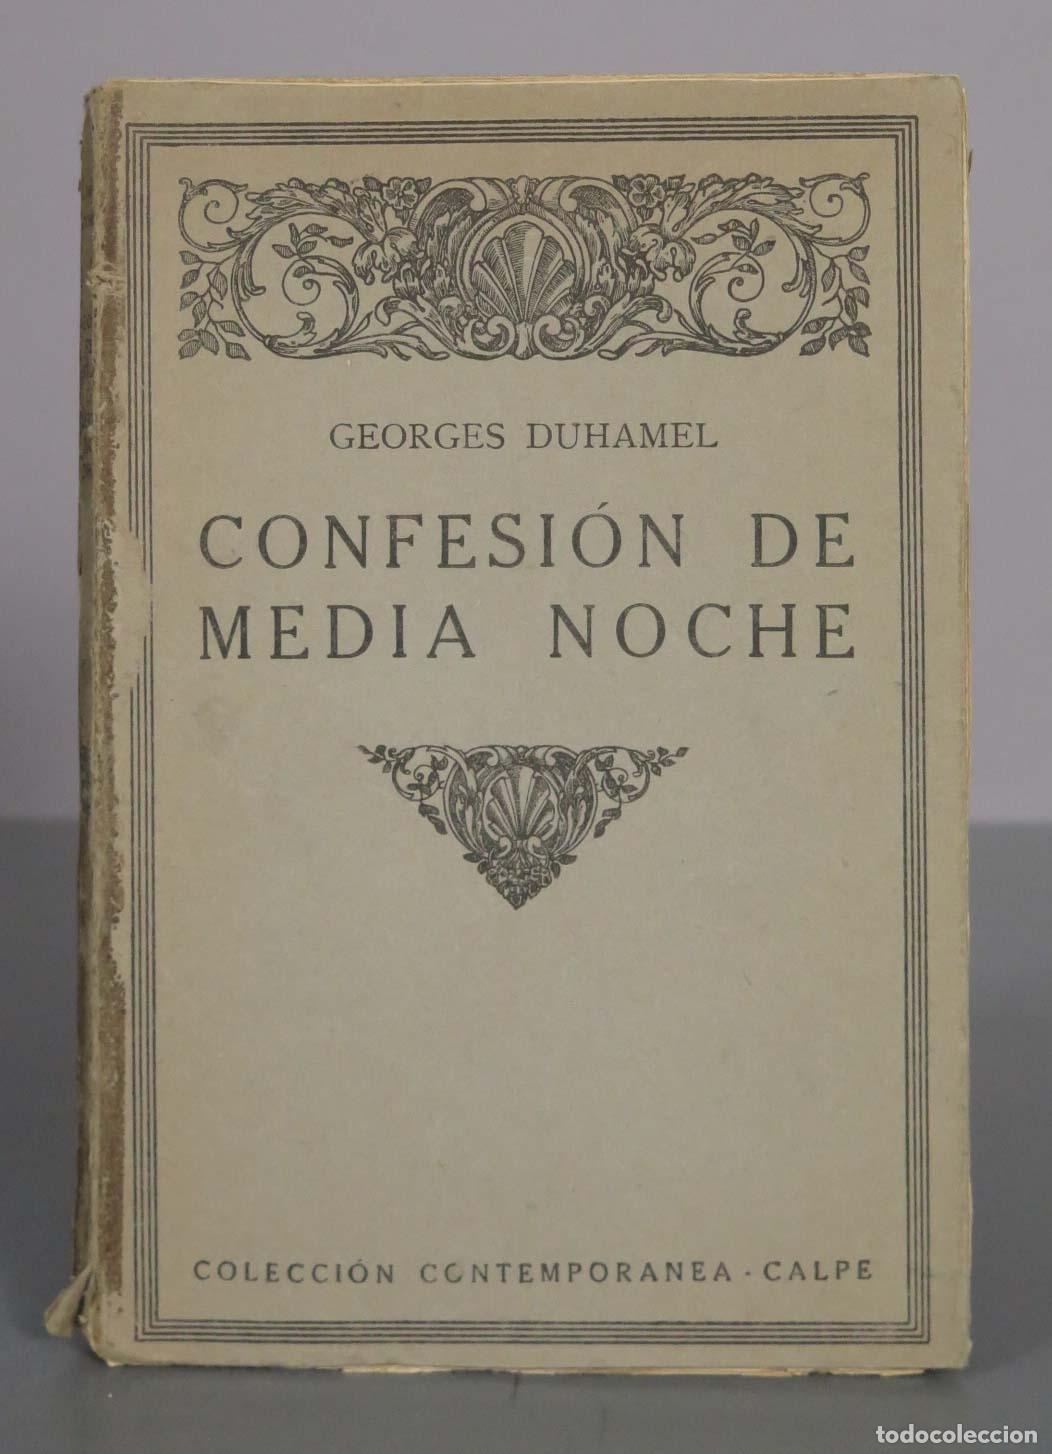 GEORGES DUHAMEL
CONFESIÓN DE
MEDIA NOCHE
COLECCIÓN CONTEMPORANEA - CALPE
todocoleccion